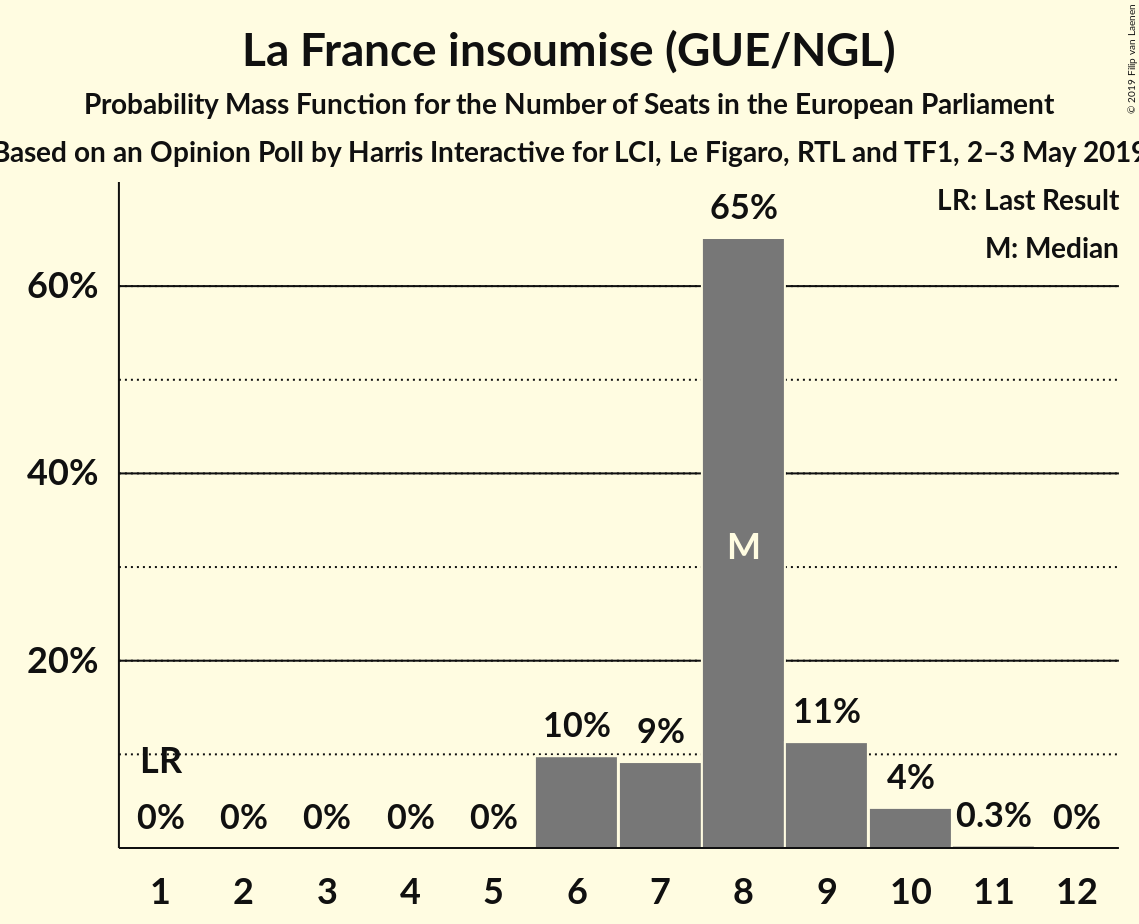 La France insoumise (GUE/NGL)
Probability Mass Function for the Number of Seats in the European Parliament
Based on an Opinion Poll by Harris Interactive for LCI, Le Figaro, RTL and TF1, 2–3 May 2019
© 2019 Filip van Laenen
LR: Last Result
M: Median
65%
60%
40%
M
20%
10% 9% 11%
LR
4%
0% 0% 0% 0% 0% 0.3% 0%
1 2 3 4 5 6 7 8 9 10 11 12